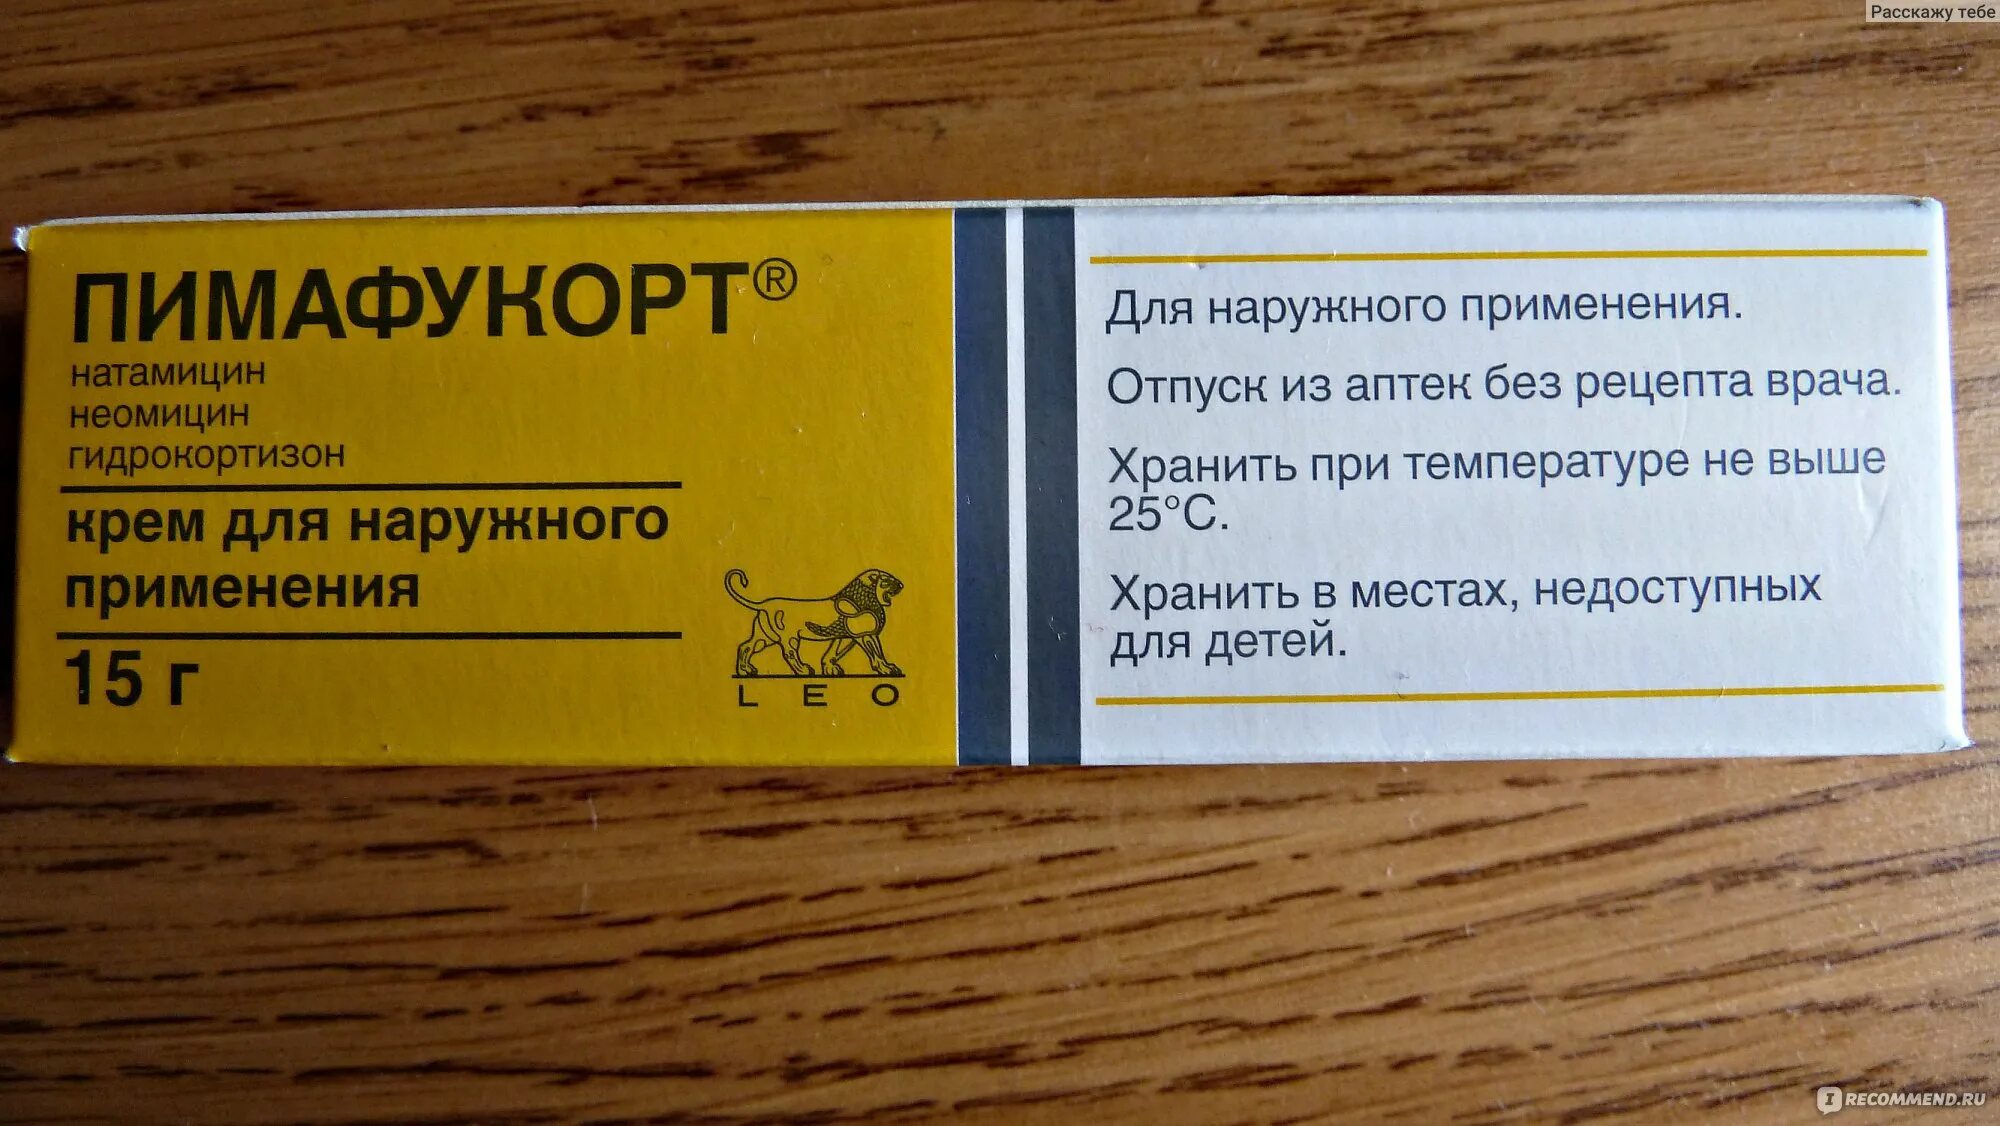 Расскажу тебе
ПИМАФУКОРТ®
натамицин
неомицин
гидрокортизон
крем для наружного
применения
15 г
LEO
Для наружного применения.
Отпуск из аптек без рецепта врача.
Хранить при температуре не выше
25°C.
Хранить в местах, недоступных
для детей.
IRECOMMEND.RU